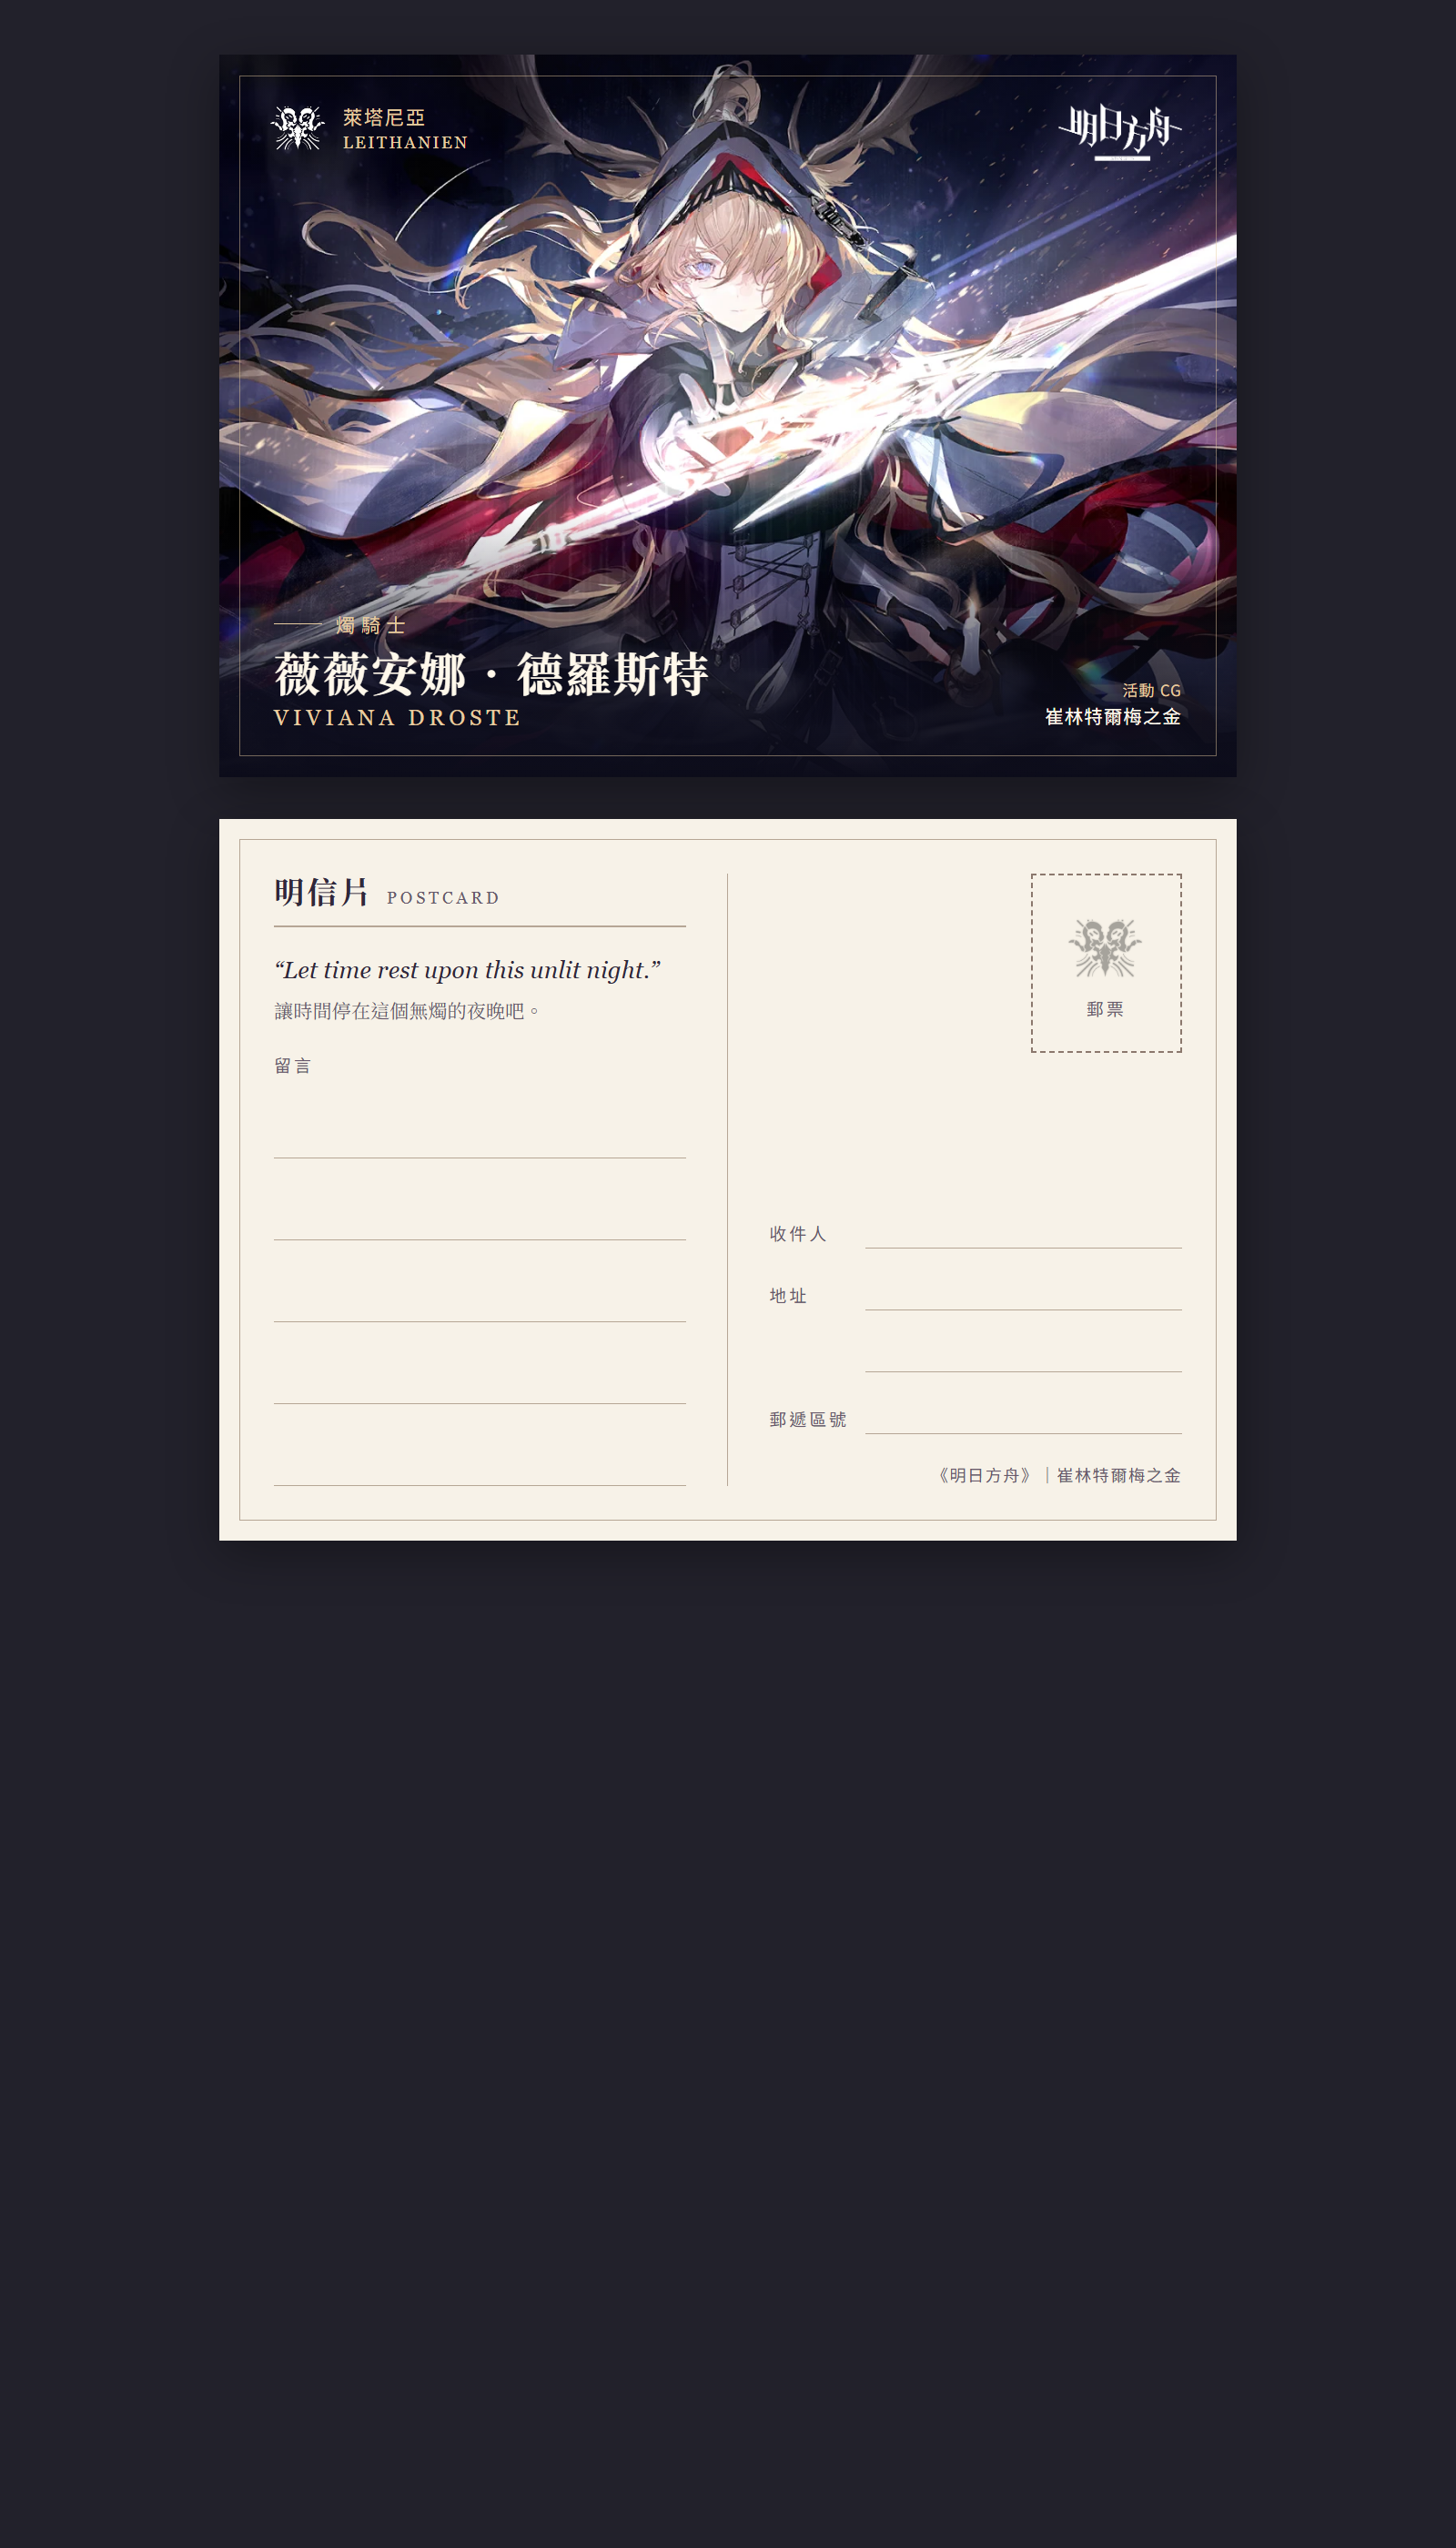 萊塔尼亞
LEITHANIEN
明日方舟
燭騎士
薇薇安娜·德羅斯特
VIVIANA DROSTE
活動 CG
崔林特爾梅之金
明信片 POSTCARD
“Let time rest upon this unlit night.”
讓時間停在這個無燭的夜晚吧。
留言
郵票
收件人
地址
郵遞區號
《明日方舟》｜崔林特爾梅之金